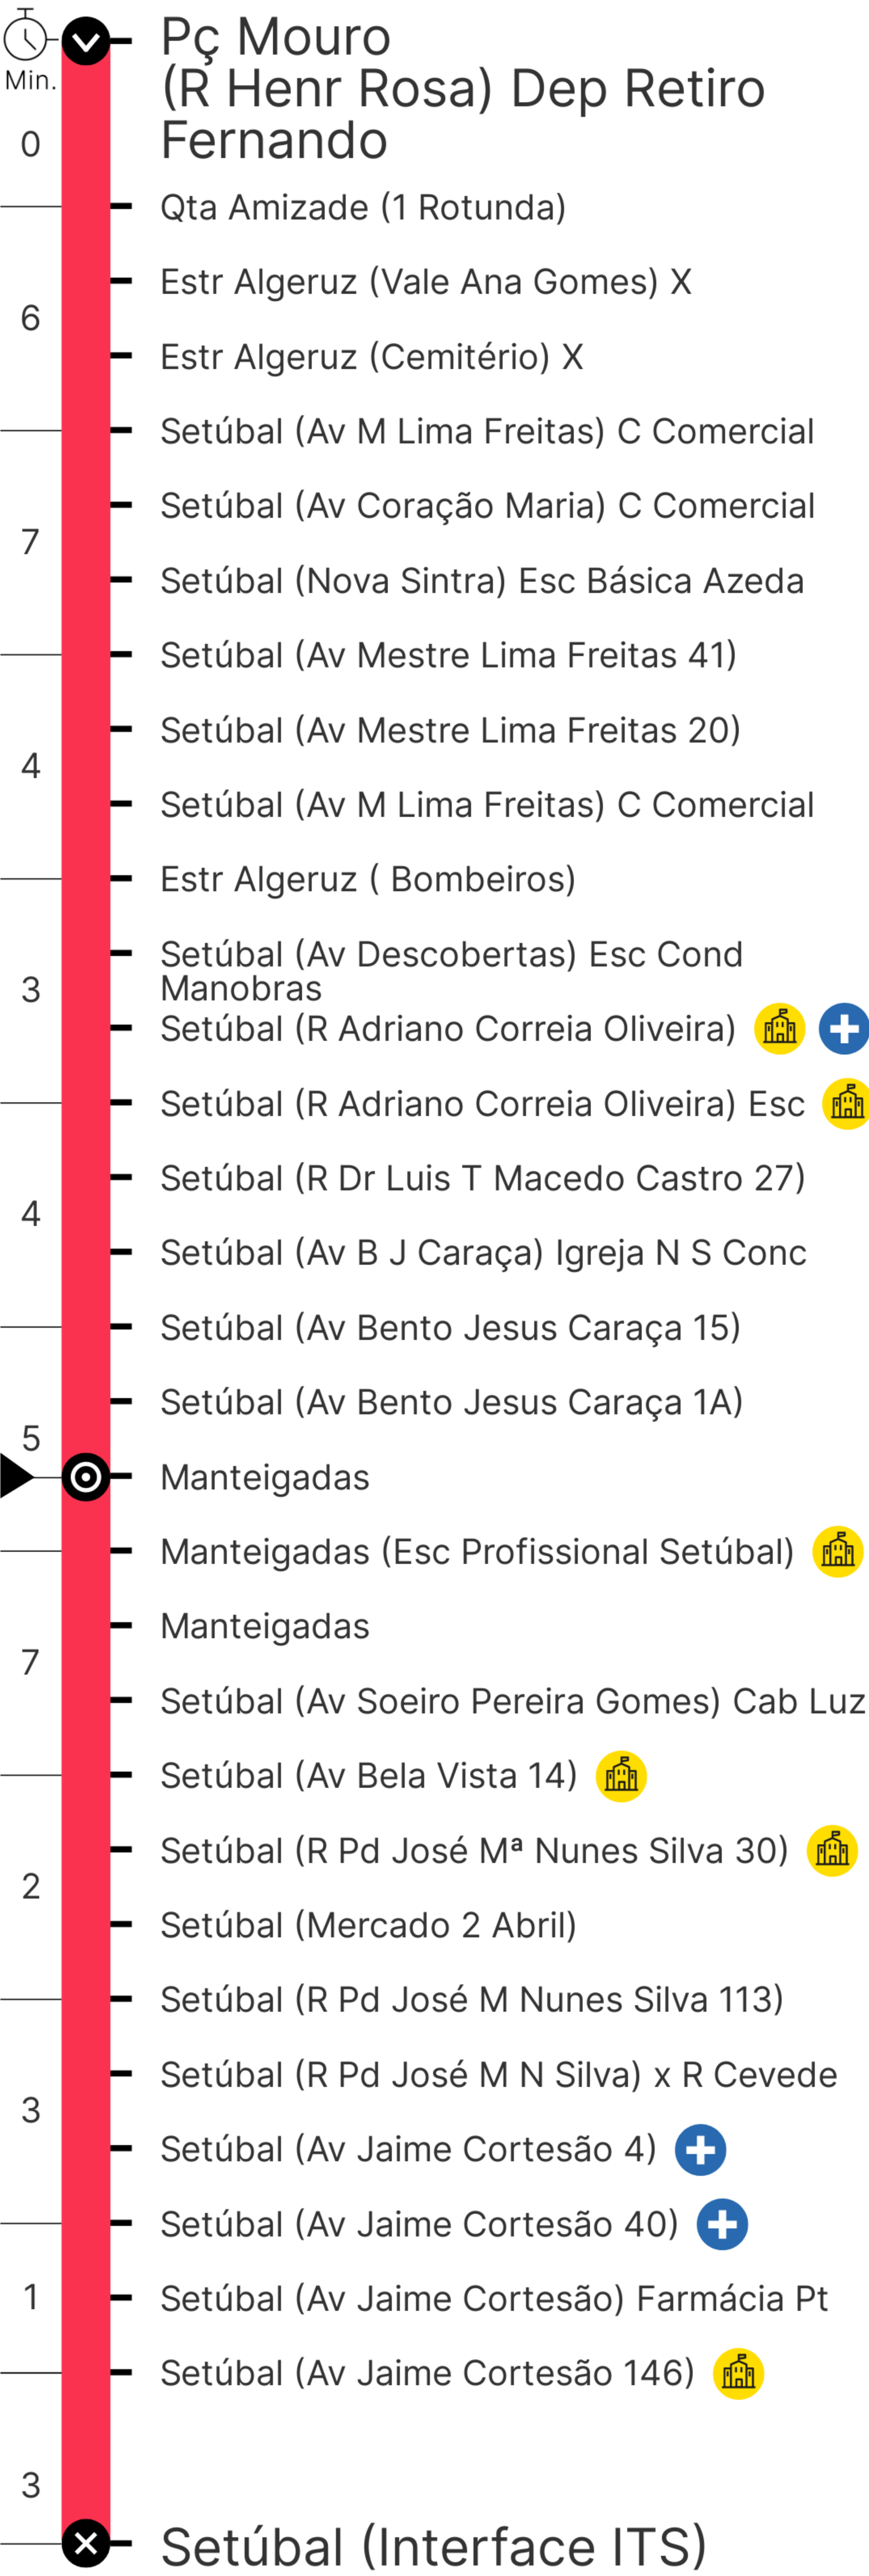 Pç Mouro
Min.
(R Henr Rosa) Dep Retiro
0
Fernando
Qta Amizade (1 Rotunda)
Estr Algeruz (Vale Ana Gomes) X
6
Estr Algeruz (Cemitério) X
Setúbal (Av M Lima Freitas) C Comercial
Setúbal (Av Coração Maria) C Comercial
7
Setúbal (Nova Sintra) Esc Básica Azeda
Setúbal (Av Mestre Lima Freitas 41)
Setúbal (Av Mestre Lima Freitas 20)
4
Setúbal (Av M Lima Freitas) C Comercial
Estr Algeruz ( Bombeiros)
Setúbal (Av Descobertas) Esc Cond
Manobras
3
Setúbal (R Adriano Correia Oliveira)
Setúbal (R Adriano Correia Oliveira) Esc
Setúbal (R Dr Luis T Macedo Castro 27)
4
Setúbal (Av B J Caraça) Igreja N S Conc
Setúbal (Av Bento Jesus Caraça 15)
Setúbal (Av Bento Jesus Caraça 1A)
5
Manteigadas
Manteigadas (Esc Profissional Setúbal)
Manteigadas
7
Setúbal (Av Soeiro Pereira Gomes) Cab Luz
Setúbal (Av Bela Vista 14)
Setúbal (R Pd José Mª Nunes Silva 30)
2
Setúbal (Mercado 2 Abril)
Setúbal (R Pd José M Nunes Silva 113)
Setúbal (R Pd José M N Silva) x R Cevede
3
Setúbal (Av Jaime Cortesão 4)
Setúbal (Av Jaime Cortesão 40)
1
Setúbal (Av Jaime Cortesão) Farmácia Pt
Setúbal (Av Jaime Cortesão 146)
3
Setúbal (Interface ITS)